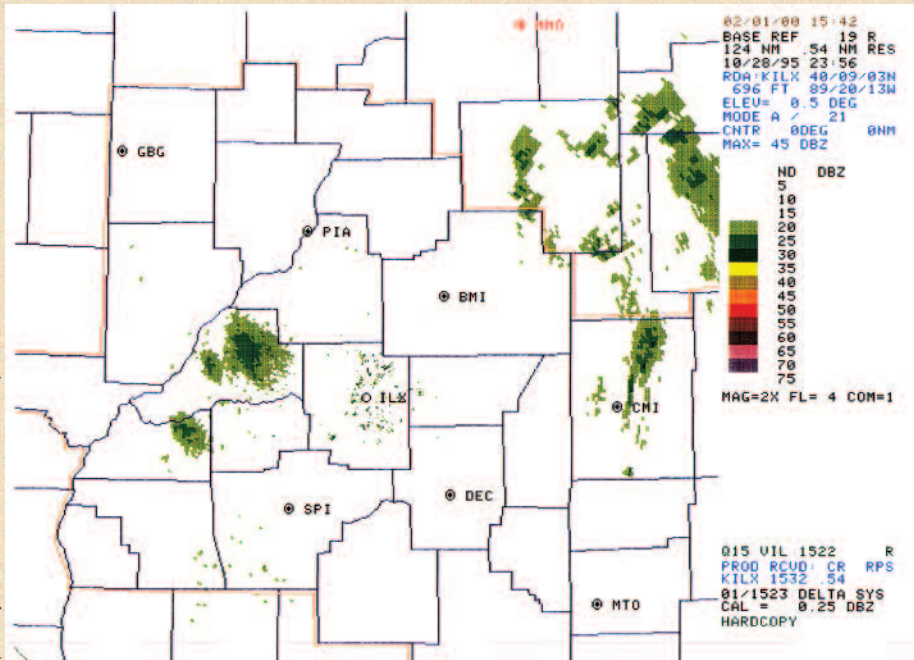 MMO
02/01/00 15:42
BASE REF 19 R
124 NM .54 NM RES
10/28/95 23:56
RDA:KILX 40/09/03N
696 FT 89/20/13W
ELEV= 0.5 DEG
MODE A / 21
CNTR 0DEG 0NM
MAX= 45 DBZ
ND DBZ
5
10
15
20
25
30
35
40
45
50
55
60
65
70
75
MAG=2X FL= 4 COM=1
GBG
PIA
BMI
ILX
CMI
DEC
SPI
MTO
Q15 VIL 1522 R
PROD RCVD: CR RPS
KILX 1532 .54
01/1523 DELTA SYS
CAL = 0.25 DBZ
HARDCOPY